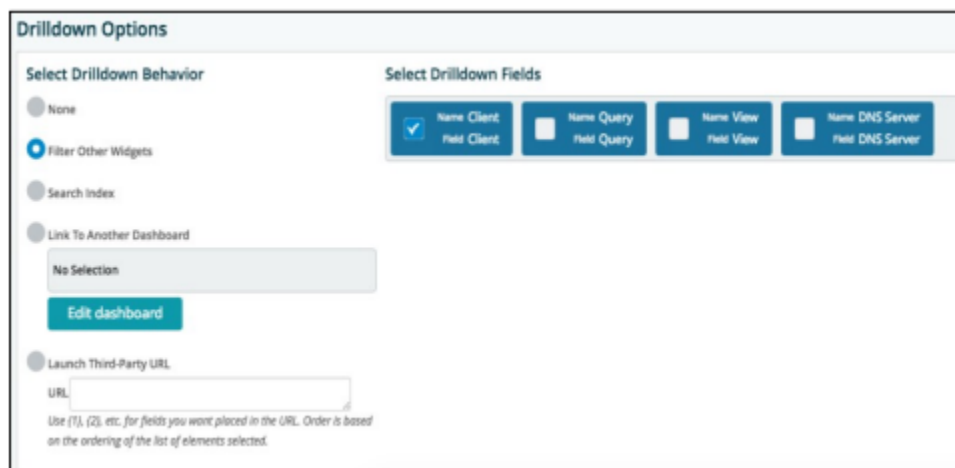 Drilldown Options
Select Drilldown Behavior
None
Filter Other Widgets
Search Index
Link To Another Dashboard
No Selection
Edit dashboard
Launch Third-Party URL
URL
Use {1}, {2}, etc. for fields you want placed in the URL. Order is based
on the ordering of the list of elements selected.
Select Drilldown Fields
Name Client
Field Client
Name Query
Field Query
Name View
Field View
Name DNS Server
Field DNS Server